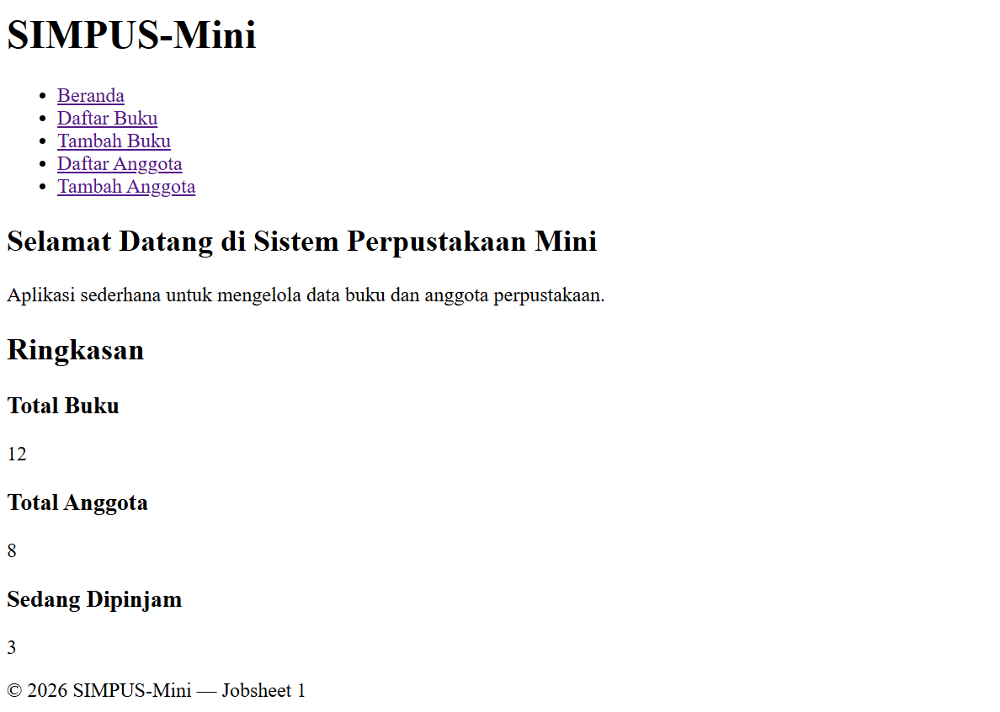 SIMPUS-Mini
Beranda
Daftar Buku
Tambah Buku
Daftar Anggota
Tambah Anggota
Selamat Datang di Sistem Perpustakaan Mini
Aplikasi sederhana untuk mengelola data buku dan anggota perpustakaan.
Ringkasan
Total Buku
12
Total Anggota
8
Sedang Dipinjam
3
© 2026 SIMPUS-Mini — Jobsheet 1